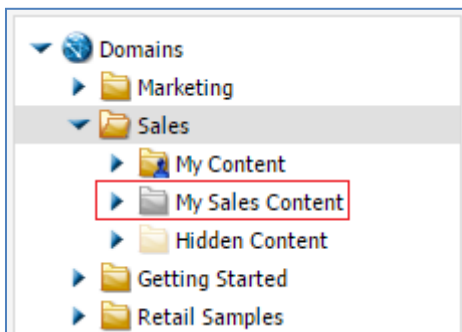 Domains
Marketing
Sales
My Content
My Sales Content
Hidden Content
Getting Started
Retail Samples